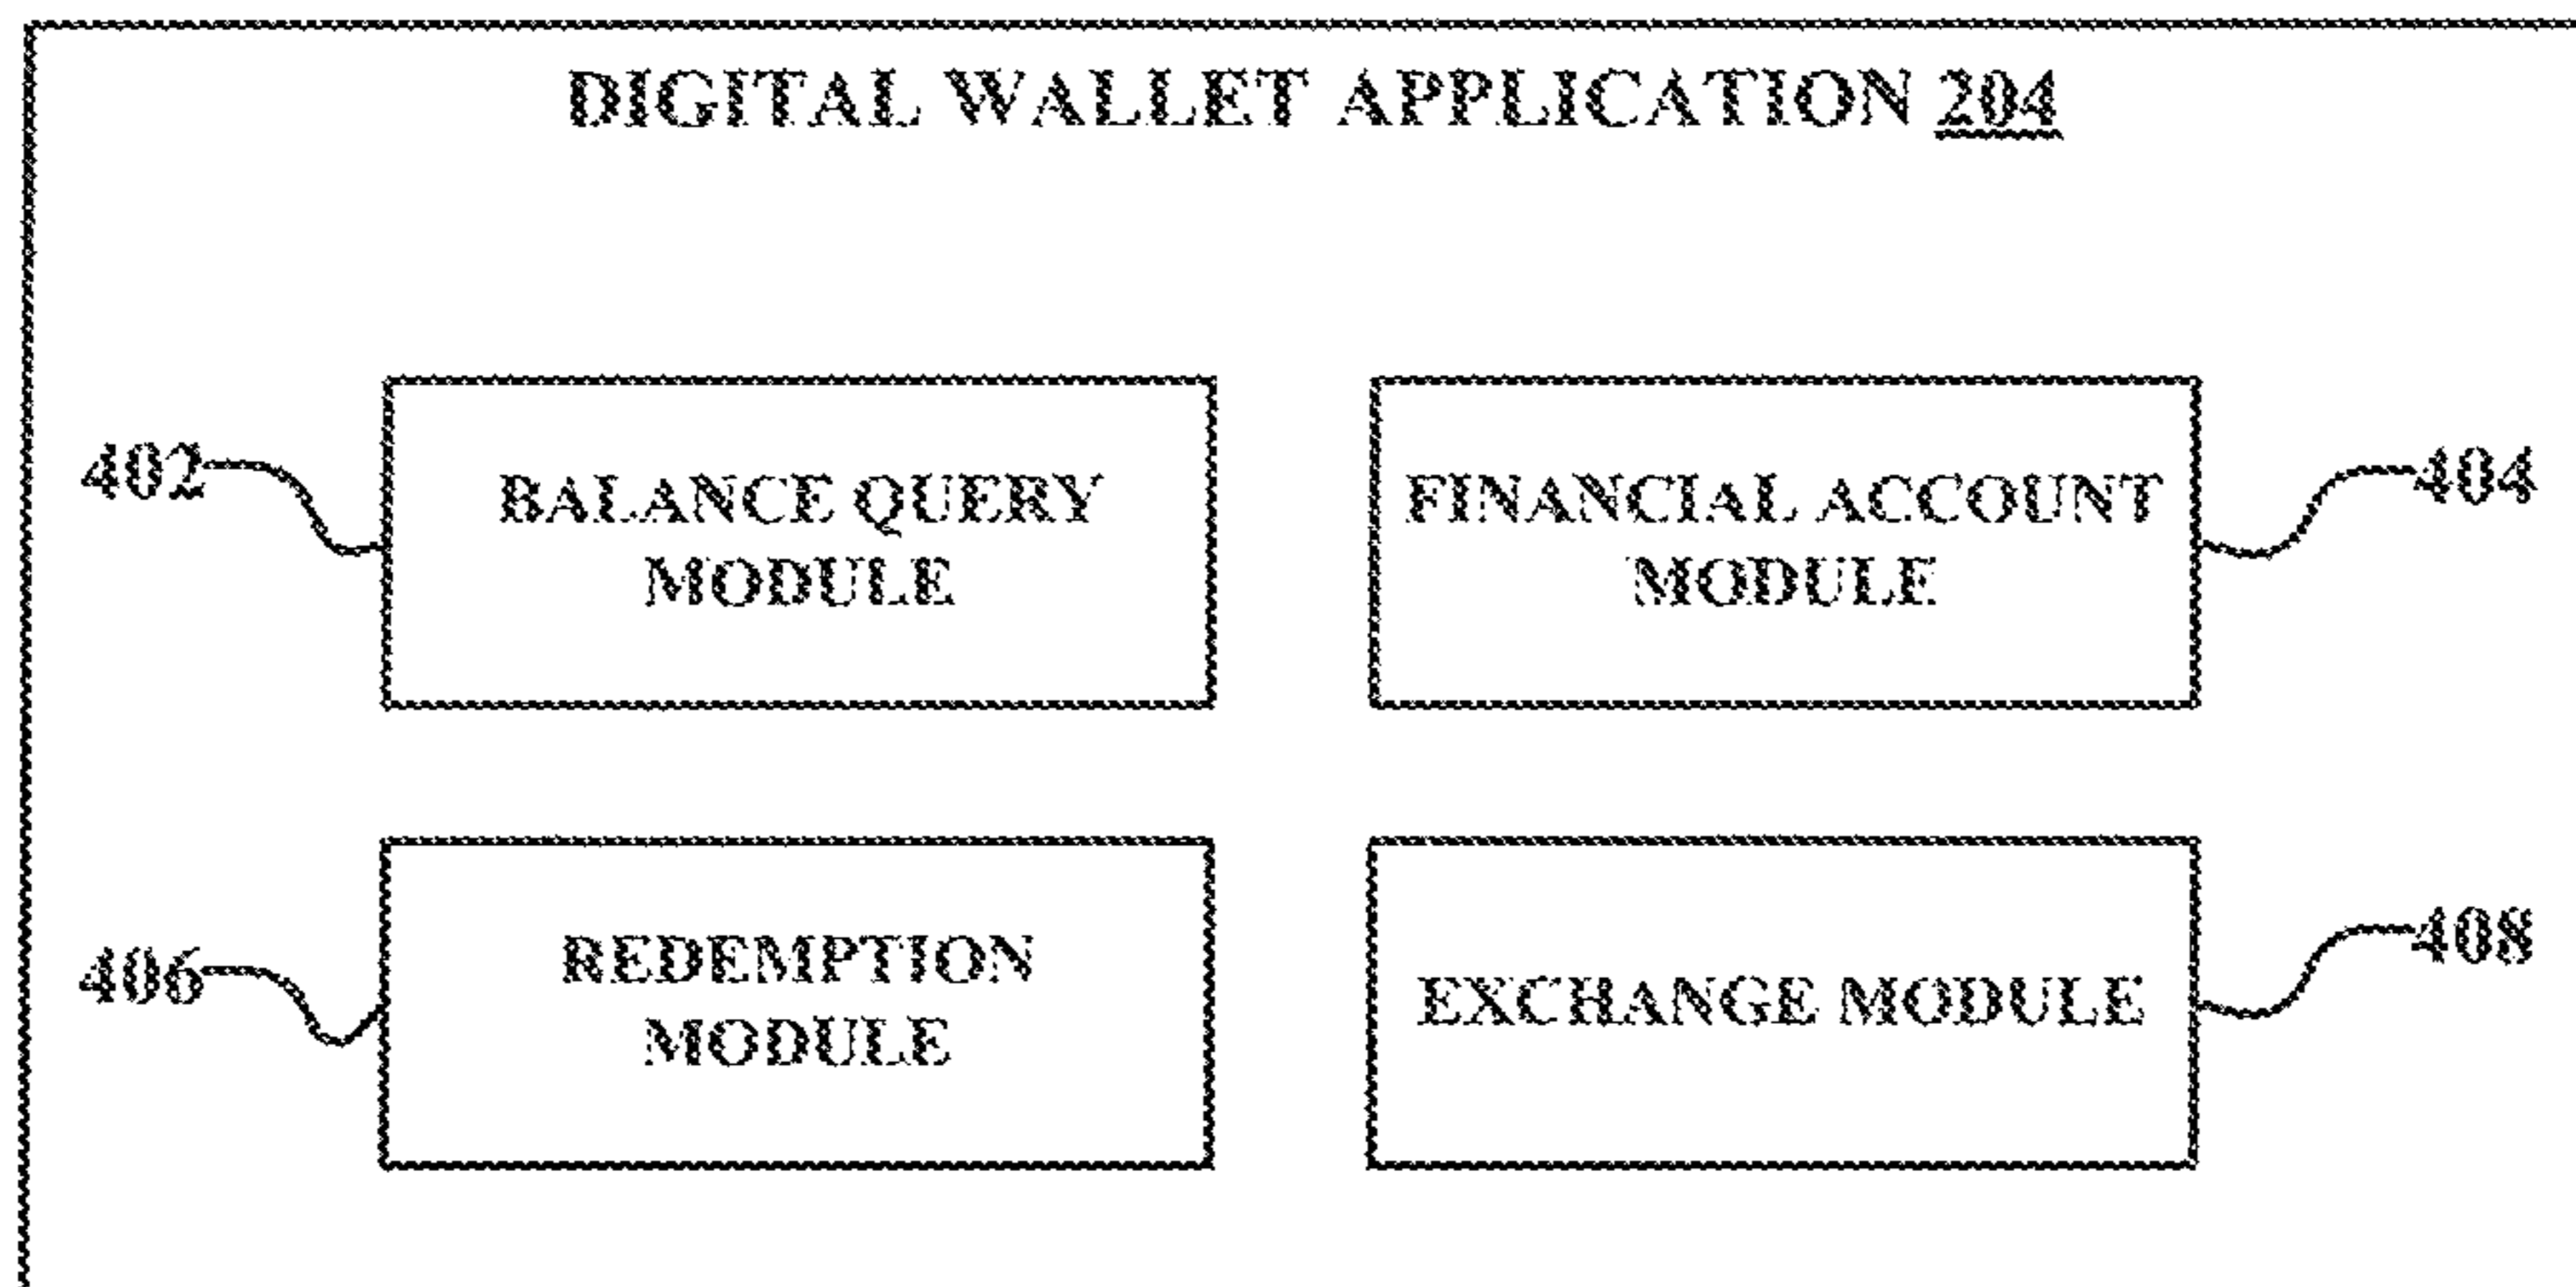 DIGITAL WALLET APPLICATION 204
402
BALANCE QUERY
MODULE
FINANCIAL ACCOUNT
MODULE
404
406
REDEMPTION
MODULE
EXCHANGE MODULE
408